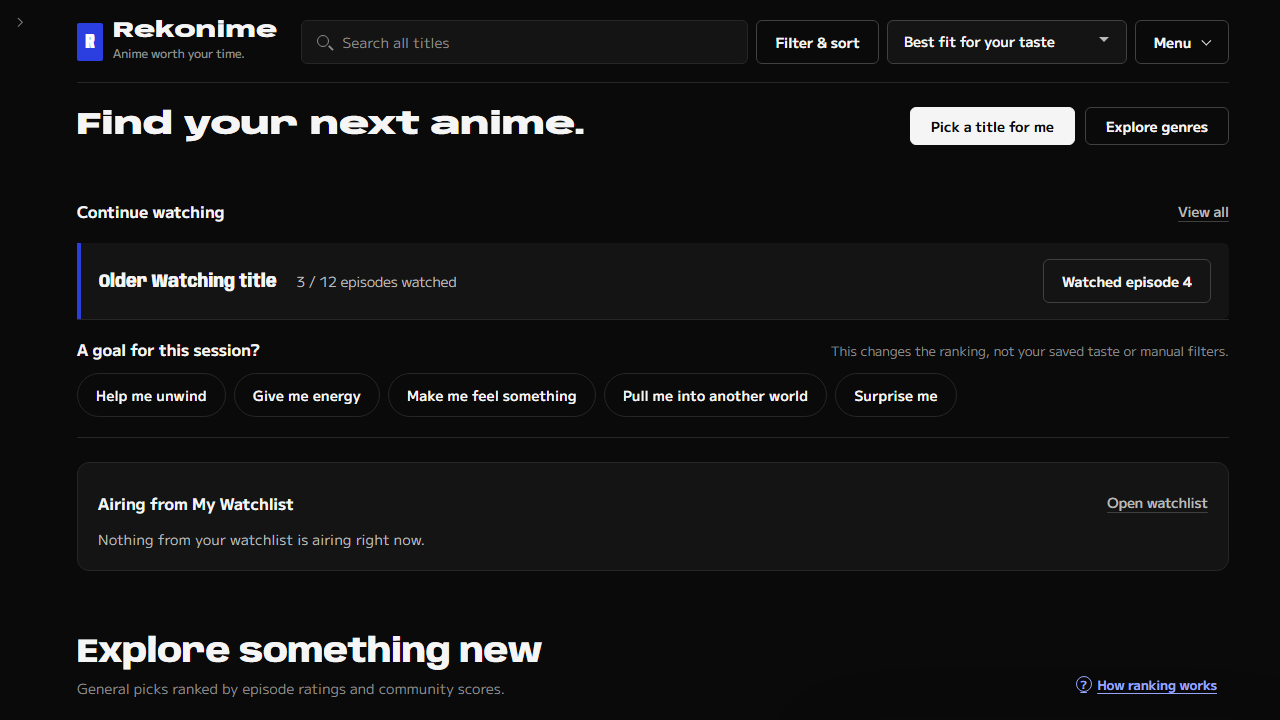 R
Rekonime
Anime worth your time.
Search all titles
Filter & sort
Best fit for your taste
Menu
Find your next anime.
Pick a title for me
Explore genres
Continue watching
View all
Older Watching title
3 / 12 episodes watched
Watched episode 4
A goal for this session?
This changes the ranking, not your saved taste or manual filters.
Help me unwind
Give me energy
Make me feel something
Pull me into another world
Surprise me
Airing from My Watchlist
Open watchlist
Nothing from your watchlist is airing right now.
Explore something new
General picks ranked by episode ratings and community scores.
? How ranking works